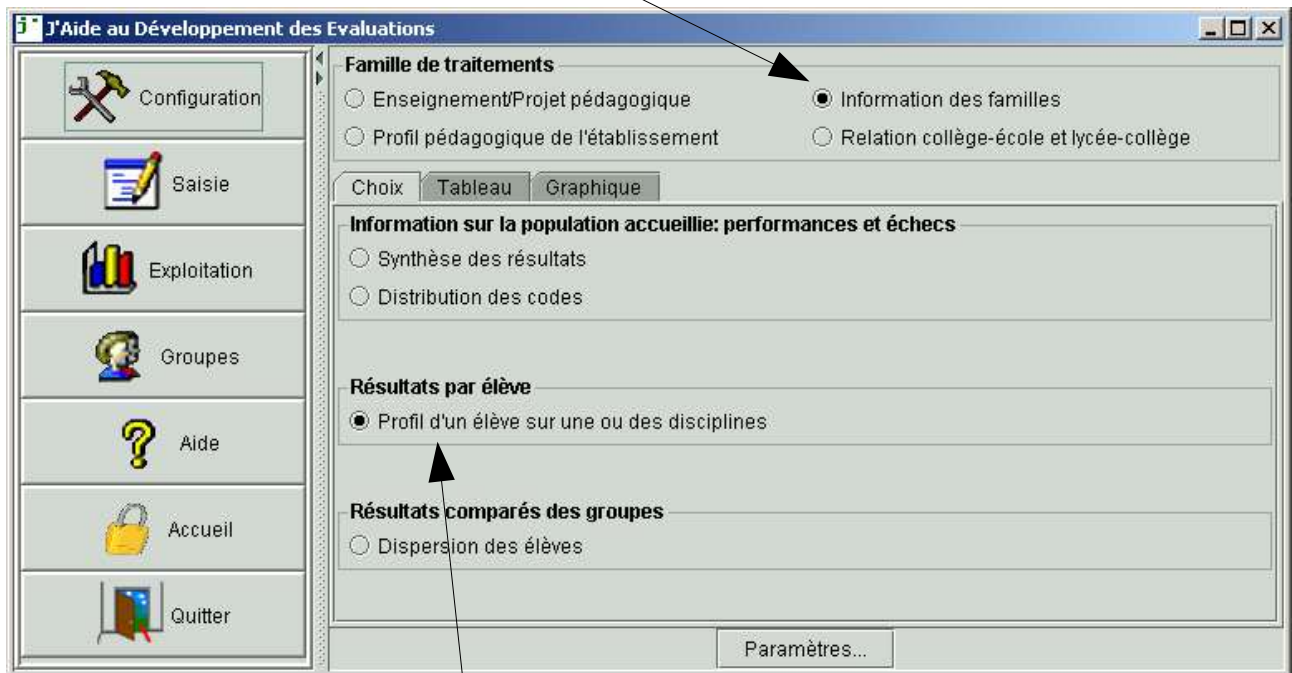 J'Aide au Développement des Evaluations
Configuration
Saisie
Exploitation
Groupes
Aide
Accueil
Quitter
Famille de traitements
Enseignement/Projet pédagogique
Information des familles
Profil pédagogique de l'établissement
Relation collège-école et lycée-collège
Choix Tableau Graphique
Information sur la population accueillie: performances et échecs
Synthèse des résultats
Distribution des codes
Résultats par élève
Profil d'un élève sur une ou des disciplines
Résultats comparés des groupes
Dispersion des élèves
Paramètres...